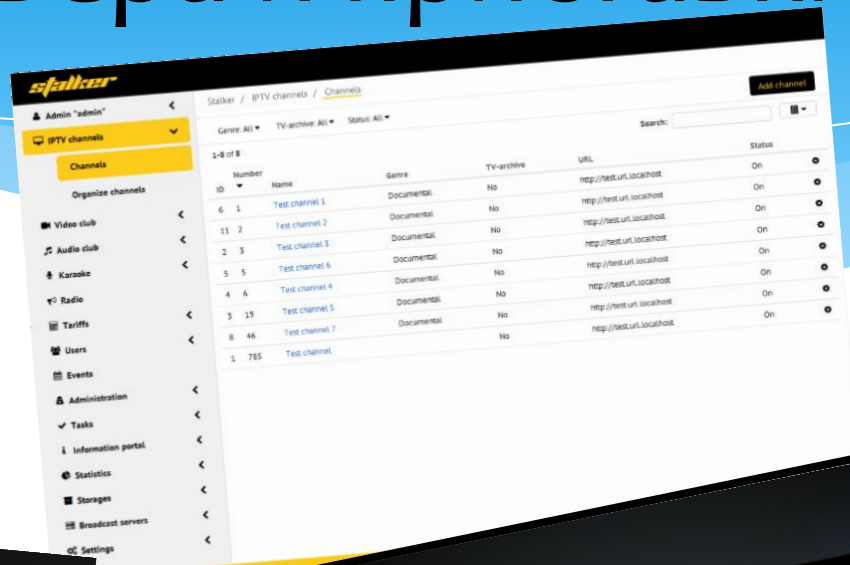 stalker
Admin "admin"
IPTV channels
Channels
Organize channels
Video club
Audio club
Karaoke
Radio
Tariffs
Users
Events
Administration
Tasks
Information portal
Statistics
Storages
Broadcast servers
Settings
Stalker / IPTV channels / Channels
Add channel
Genre: All TV-archive: All Status: All
Search:
1-8 of 8
ID Number Name Genre TV-archive URL Status
6 1 Test channel 1 Documental No http://test.url.localhost On
11 2 Test channel 2 Documental No http://test.url.localhost On
2 3 Test channel 3 Documental No http://test.url.localhost On
5 5 Test channel 6 Documental No http://test.url.localhost On
4 6 Test channel 4 Documental No http://test.url.localhost On
3 19 Test channel 5 Documental No http://test.url.localhost On
8 46 Test channel 7 Documental No http://test.url.localhost On
1 785 Test channel No http://test.url.localhost On